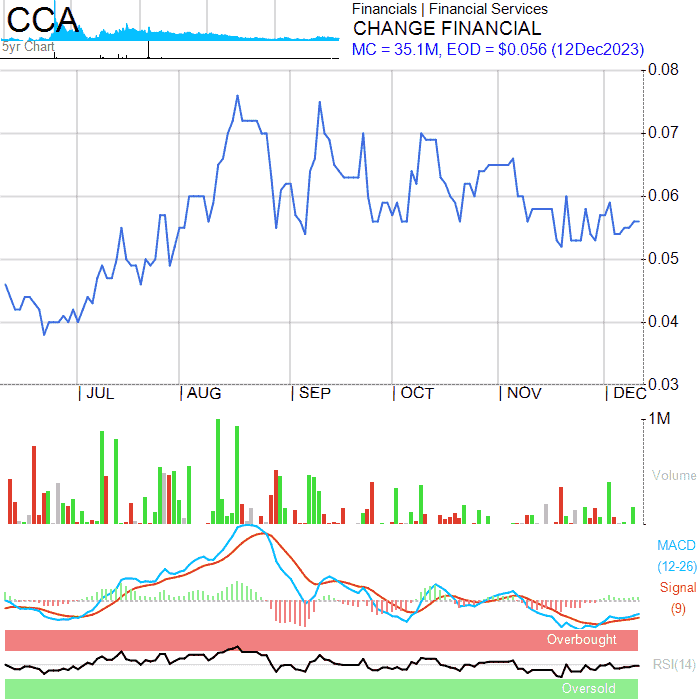 CCA
5yr Chart
Financials | Financial Services
CHANGE FINANCIAL
MC = 35.1M, EOD = $0.056 (12Dec2023)
0.08
0.07
0.06
0.05
0.04
0.03
| JUL | AUG | SEP | OCT | NOV | DEC
1M
Volume
MACD
(12-26)
Signal
(9)
Overbought
RSI(14)
Oversold